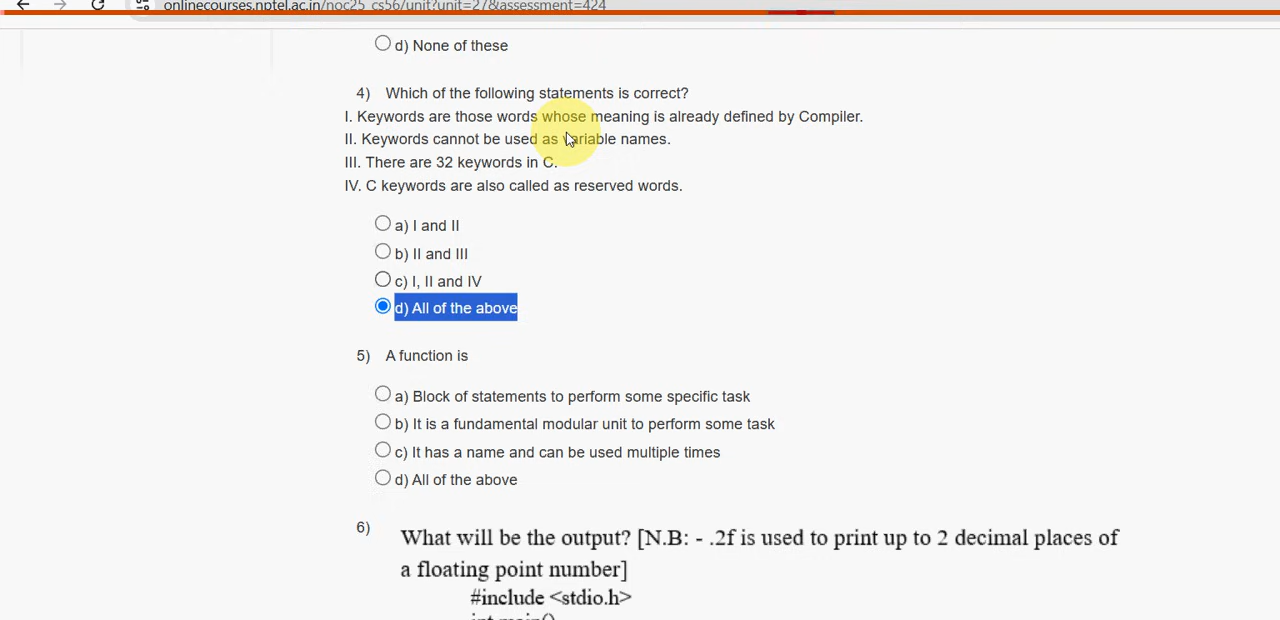 onlinecourses.nptel.ac.in/noc25_cs56/unit?unit=27&assessment=424
d) None of these
4) Which of the following statements is correct?
I. Keywords are those words whose meaning is already defined by Compiler.
II. Keywords cannot be used as variable names.
III. There are 32 keywords in C.
IV. C keywords are also called as reserved words.
a) I and II
b) II and III
c) I, II and IV
d) All of the above
5) A function is
a) Block of statements to perform some specific task
b) It is a fundamental modular unit to perform some task
c) It has a name and can be used multiple times
d) All of the above
6) What will be the output? [N.B: - .2f is used to print up to 2 decimal places of
a floating point number]
#include <stdio.h>
int main()